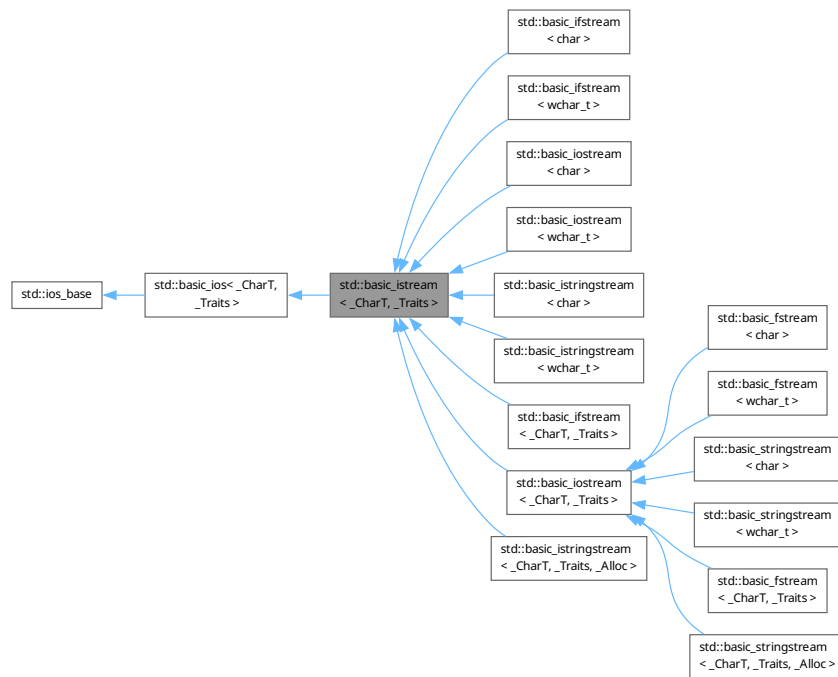 std::basic_ifstream
< char >
std::basic_ifstream
< wchar_t >
std::basic_iostream
< char >
std::basic_iostream
< wchar_t >
std::ios_base
std::basic_ios< _CharT,
_Traits >
std::basic_istream
< _CharT, _Traits >
std::basic_istringstream
< char >
std::basic_istringstream
< wchar_t >
std::basic_ifstream
< _CharT, _Traits >
std::basic_iostream
< _CharT, _Traits >
std::basic_istringstream
< _CharT, _Traits, _Alloc >
std::basic_fstream
< char >
std::basic_fstream
< wchar_t >
std::basic_stringstream
< char >
std::basic_stringstream
< wchar_t >
std::basic_fstream
< _CharT, _Traits >
std::basic_stringstream
< _CharT, _Traits, _Alloc >